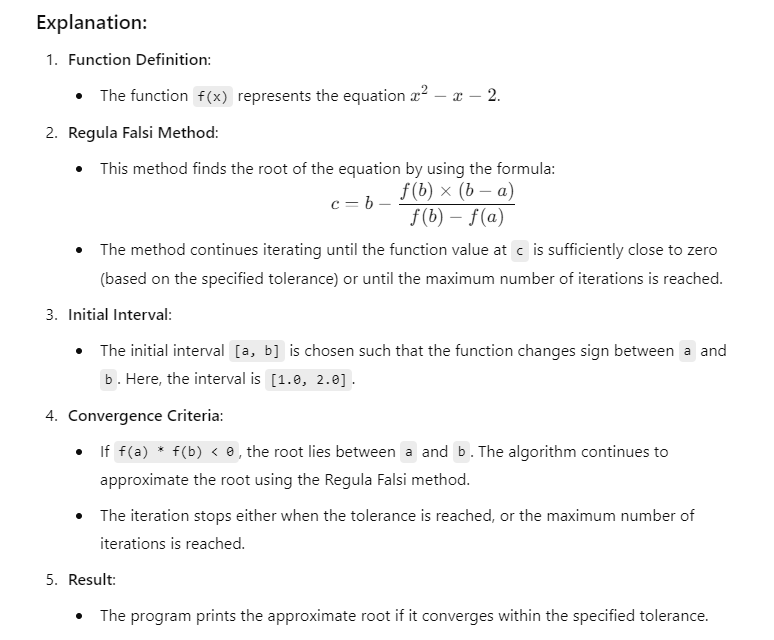 Explanation:
1. Function Definition:
• The function f(x) represents the equation x² − x − 2.
2. Regula Falsi Method:
• This method finds the root of the equation by using the formula:
c = b − f(b) × (b − a) / f(b) − f(a)
• The method continues iterating until the function value at c is sufficiently close to zero
(based on the specified tolerance) or until the maximum number of iterations is reached.
3. Initial Interval:
• The initial interval [a, b] is chosen such that the function changes sign between a and
b. Here, the interval is [1.0, 2.0].
4. Convergence Criteria:
• If f(a) * f(b) < 0, the root lies between a and b. The algorithm continues to
approximate the root using the Regula Falsi method.
• The iteration stops either when the tolerance is reached, or the maximum number of
iterations is reached.
5. Result:
• The program prints the approximate root if it converges within the specified tolerance.